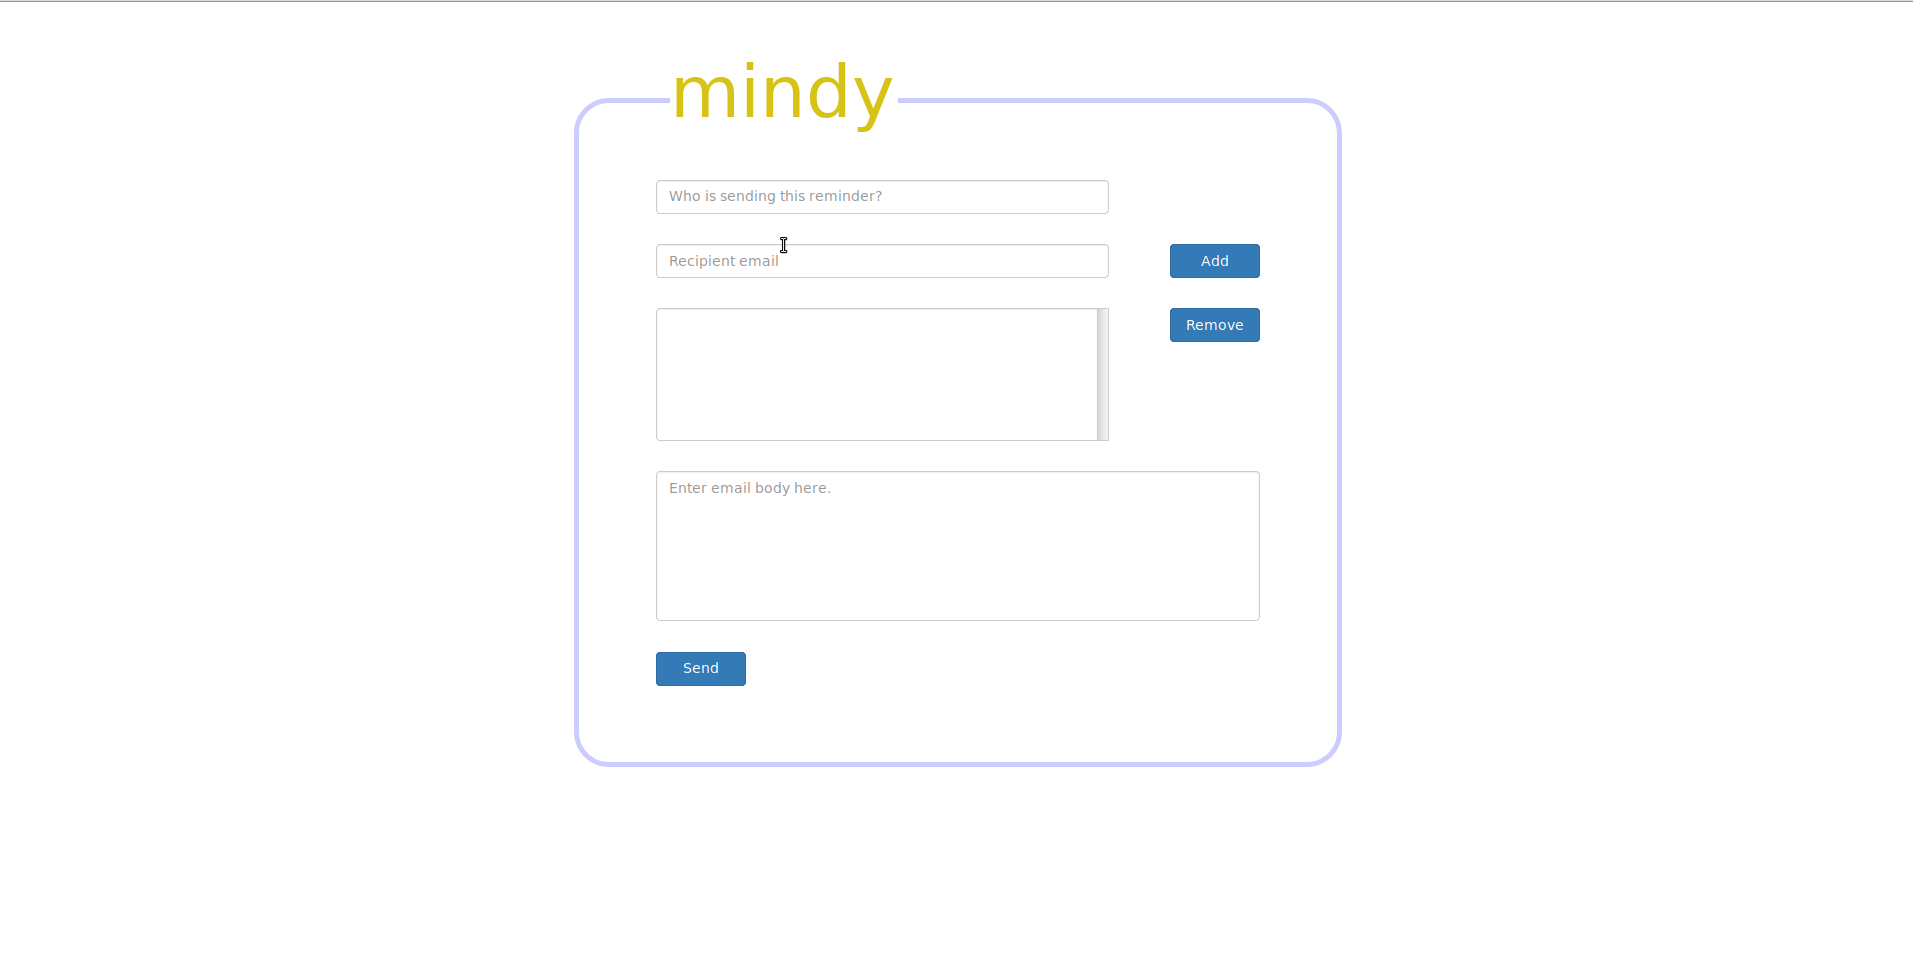 mindy
Who is sending this reminder?
Recipient email
Add
Remove
Enter email body here.
Send